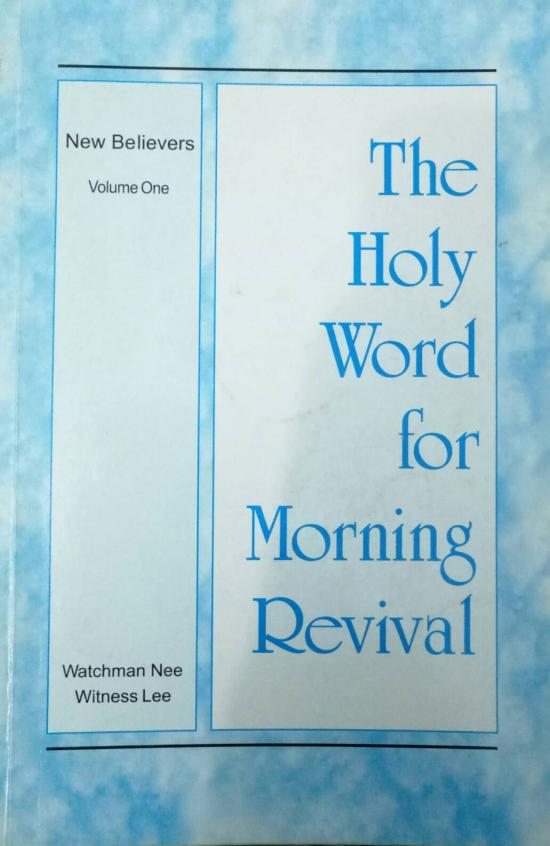 New Believers
Volume One
Watchman Nee
Witness Lee
The
Holy
Word
for
Morning
Revival